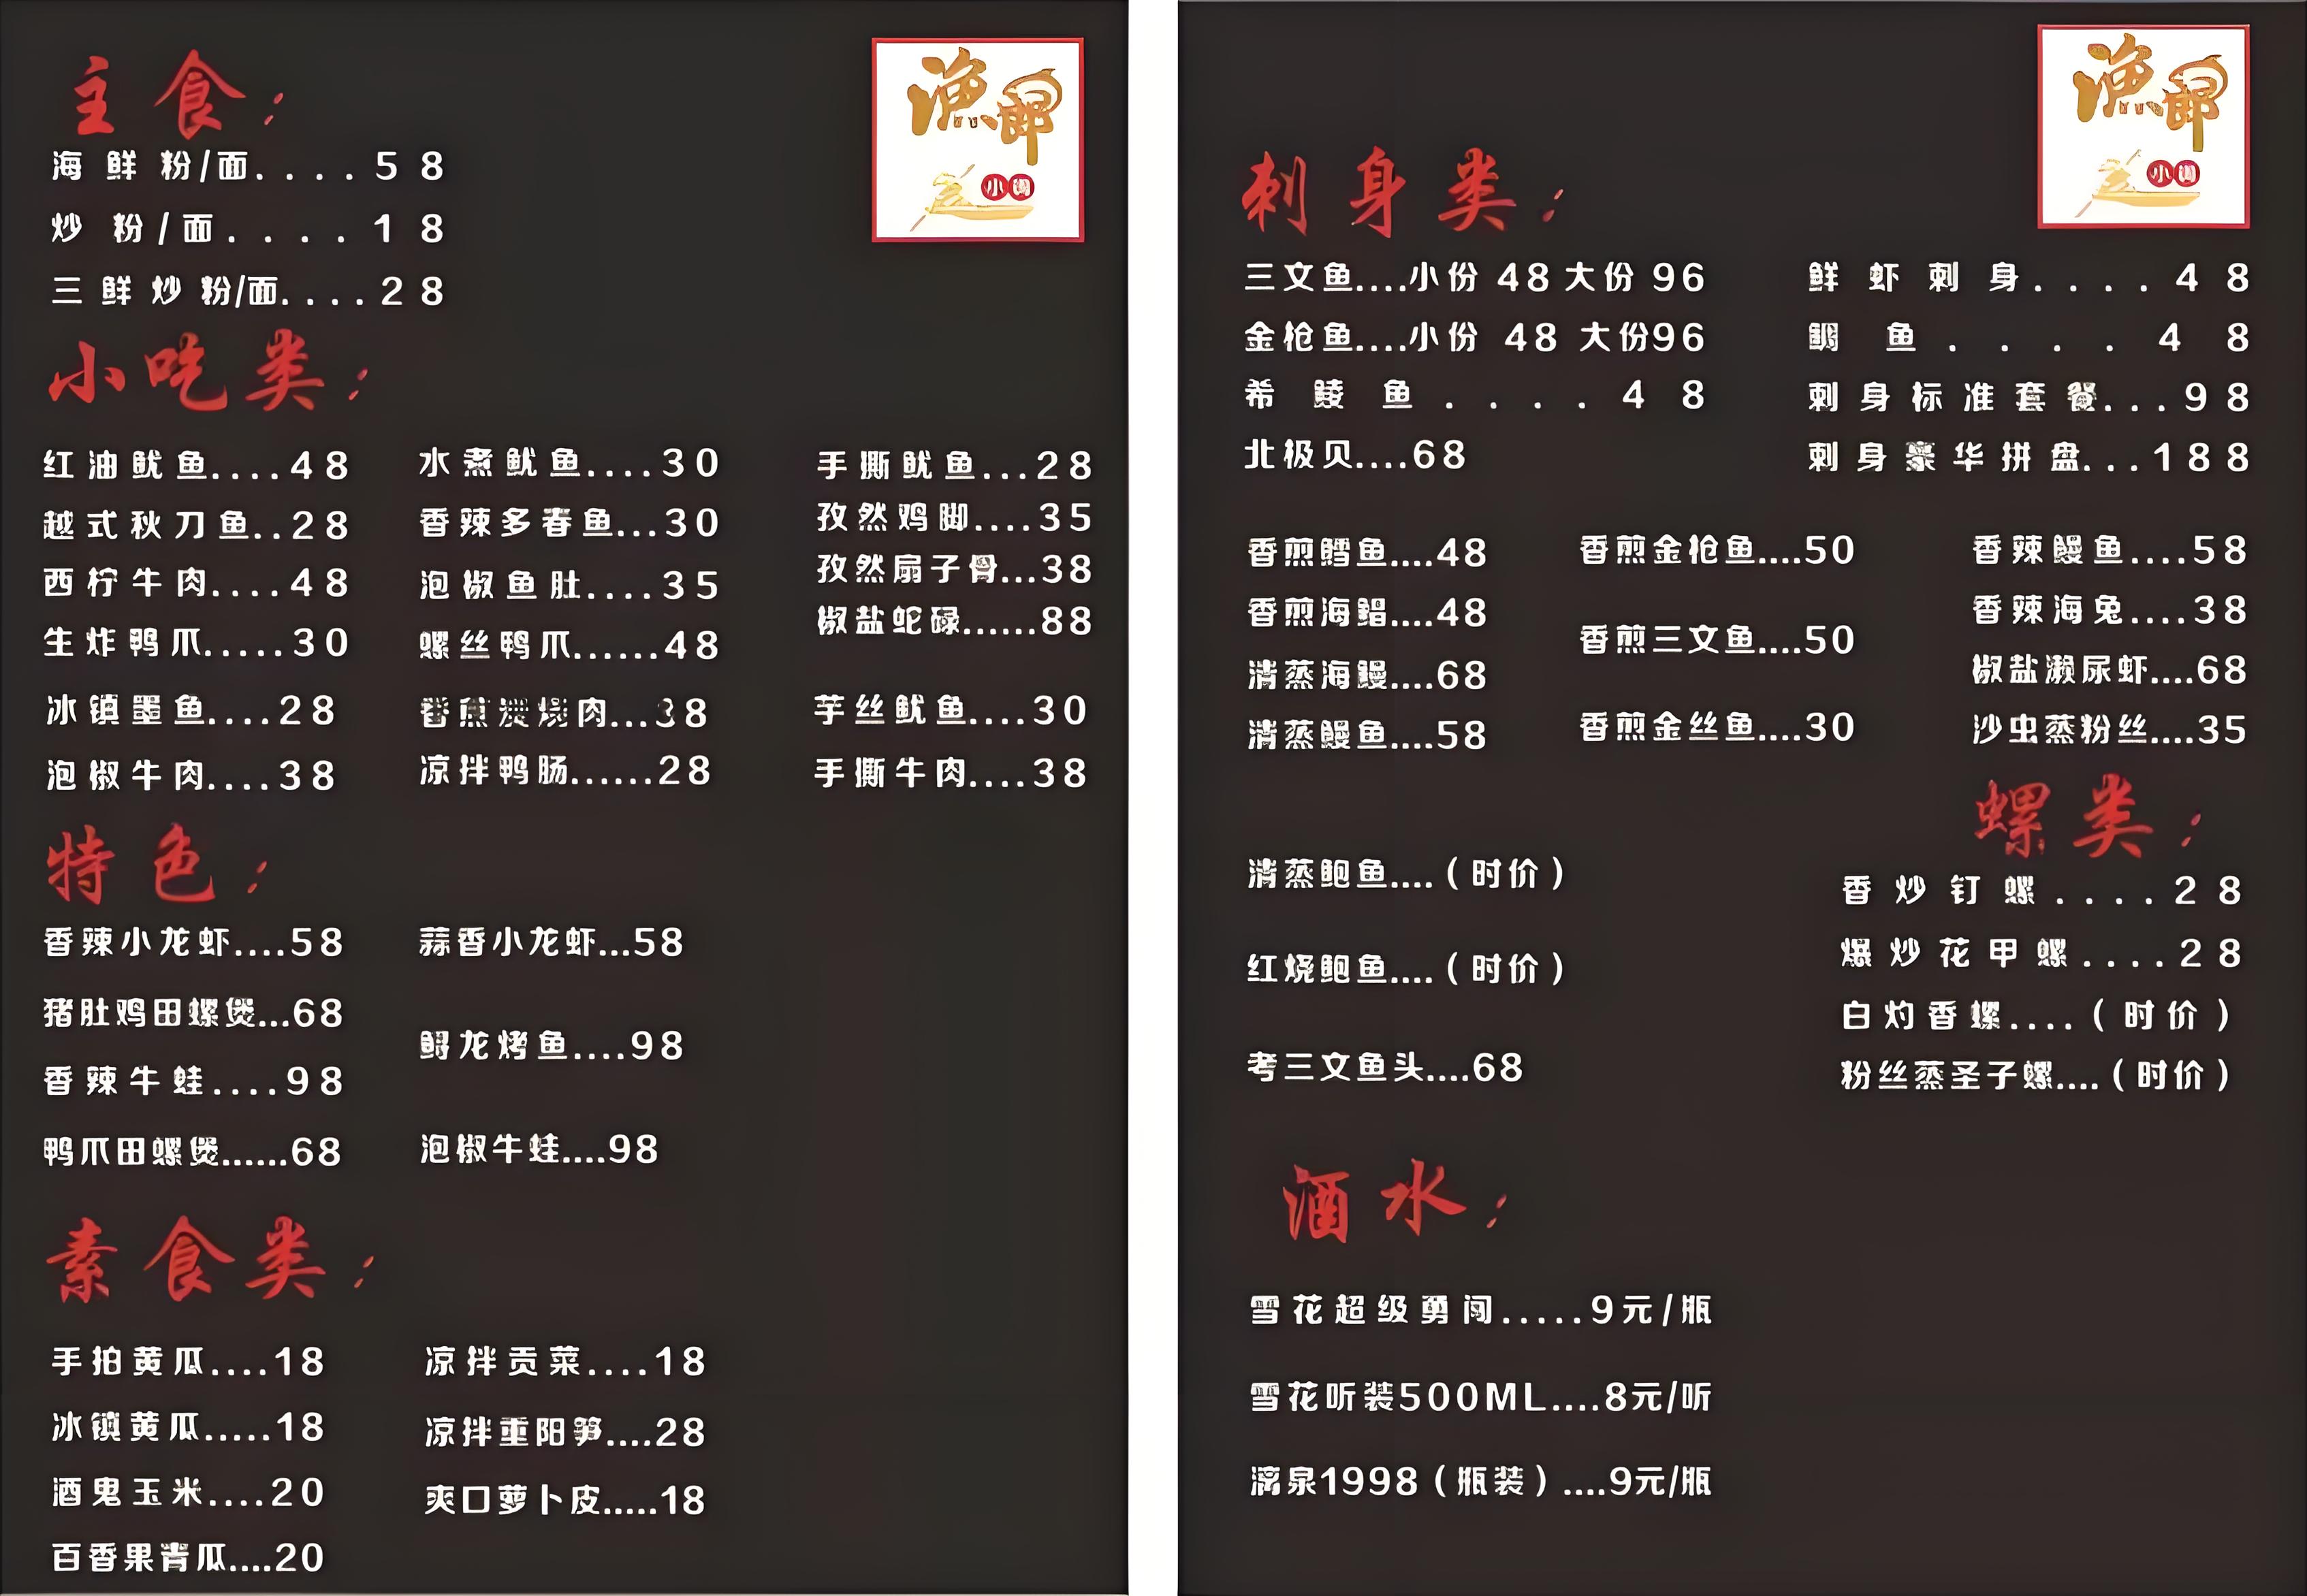 主食：
海鲜粉/面....58
炒粉/面....18
三鲜炒粉/面....28
小吃类：
红油鱿鱼....48
越式秋刀鱼..28
西柠牛肉....48
生炸鸭爪.....30
冰镇墨鱼....28
泡椒牛肉....38
水煮鱿鱼....30
香辣多春鱼...30
泡椒鱼肚....35
螺丝鸭爪......48
香煎炭烧肉...38
凉拌鸭肠......28
手撕鱿鱼...28
孜然鸡脚....35
孜然扇子骨...38
椒盐蛇碌......88
芋丝鱿鱼....30
手撕牛肉....38
特色：
香辣小龙虾....58
猪肚鸡田螺煲...68
香辣牛蛙....98
鸭爪田螺煲......68
蒜香小龙虾...58
鲟龙烤鱼....98
泡椒牛蛙....98
素食类：
手拍黄瓜....18
冰镇黄瓜.....18
酒鬼玉米....20
百香果青瓜....20
凉拌贡菜....18
凉拌重阳笋....28
爽口萝卜皮.....18
漁郎
小调
漁郎
小调
刺身类：
三文鱼....小份 48 大份 96
金枪鱼....小份 48 大份96
希鲮鱼....48
北极贝....68
鲜虾刺身....48
鲷鱼....48
刺身标准套餐...98
刺身豪华拼盘...188
香煎鳕鱼....48
香煎海鲳....48
清蒸海鳗....68
清蒸鳗鱼....58
香煎金枪鱼....50
香煎三文鱼....50
香煎金丝鱼....30
香辣鳗鱼....58
香辣海兔....38
椒盐濑尿虾....68
沙虫蒸粉丝....35
清蒸鲍鱼....（时价）
红烧鲍鱼....（时价）
考三文鱼头....68
螺类：
香炒钉螺....28
爆炒花甲螺....28
白灼香螺....（时价）
粉丝蒸圣子螺....（时价）
酒水：
雪花超级勇闯.....9元/瓶
雪花听装500ML....8元/听
漓泉1998（瓶装）....9元/瓶